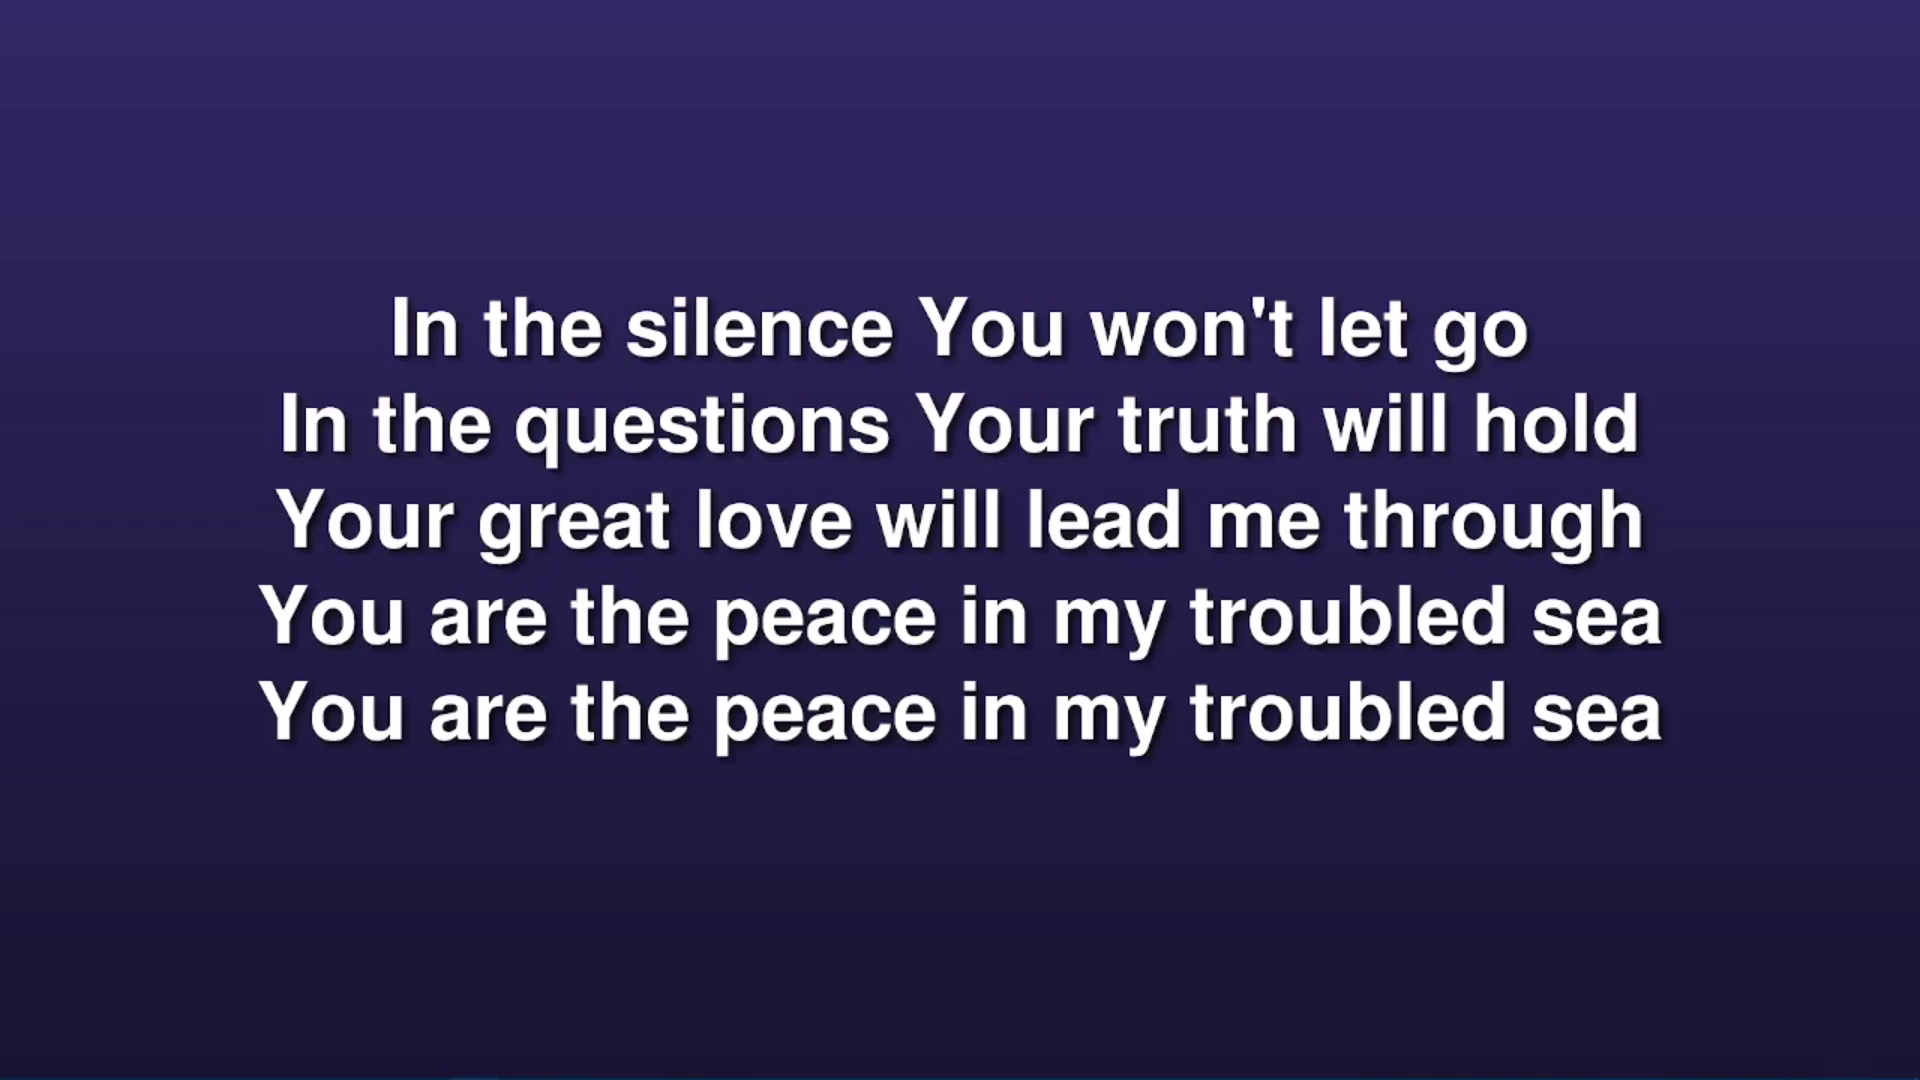 In the silence You won't let go
In the questions Your truth will hold
Your great love will lead me through
You are the peace in my troubled sea
You are the peace in my troubled sea